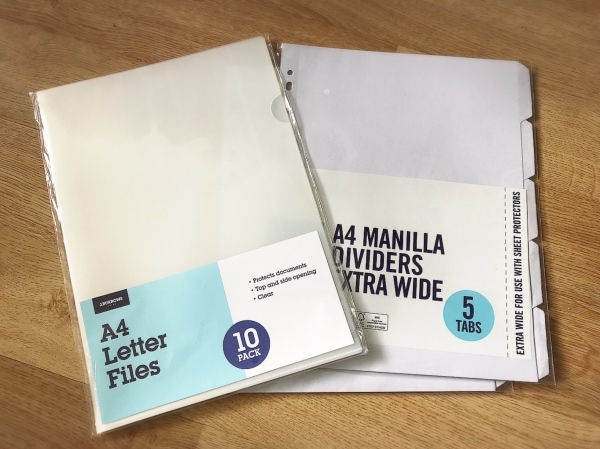 J.BURROWS
A4
Letter
Files
• Protects documents
• Top and side opening
• Clear
10
PACK
A4 MANILLA
DIVIDERS
EXTRA WIDE
5
TABS
EXTRA WIDE FOR USE WITH SHEET PROTECTORS